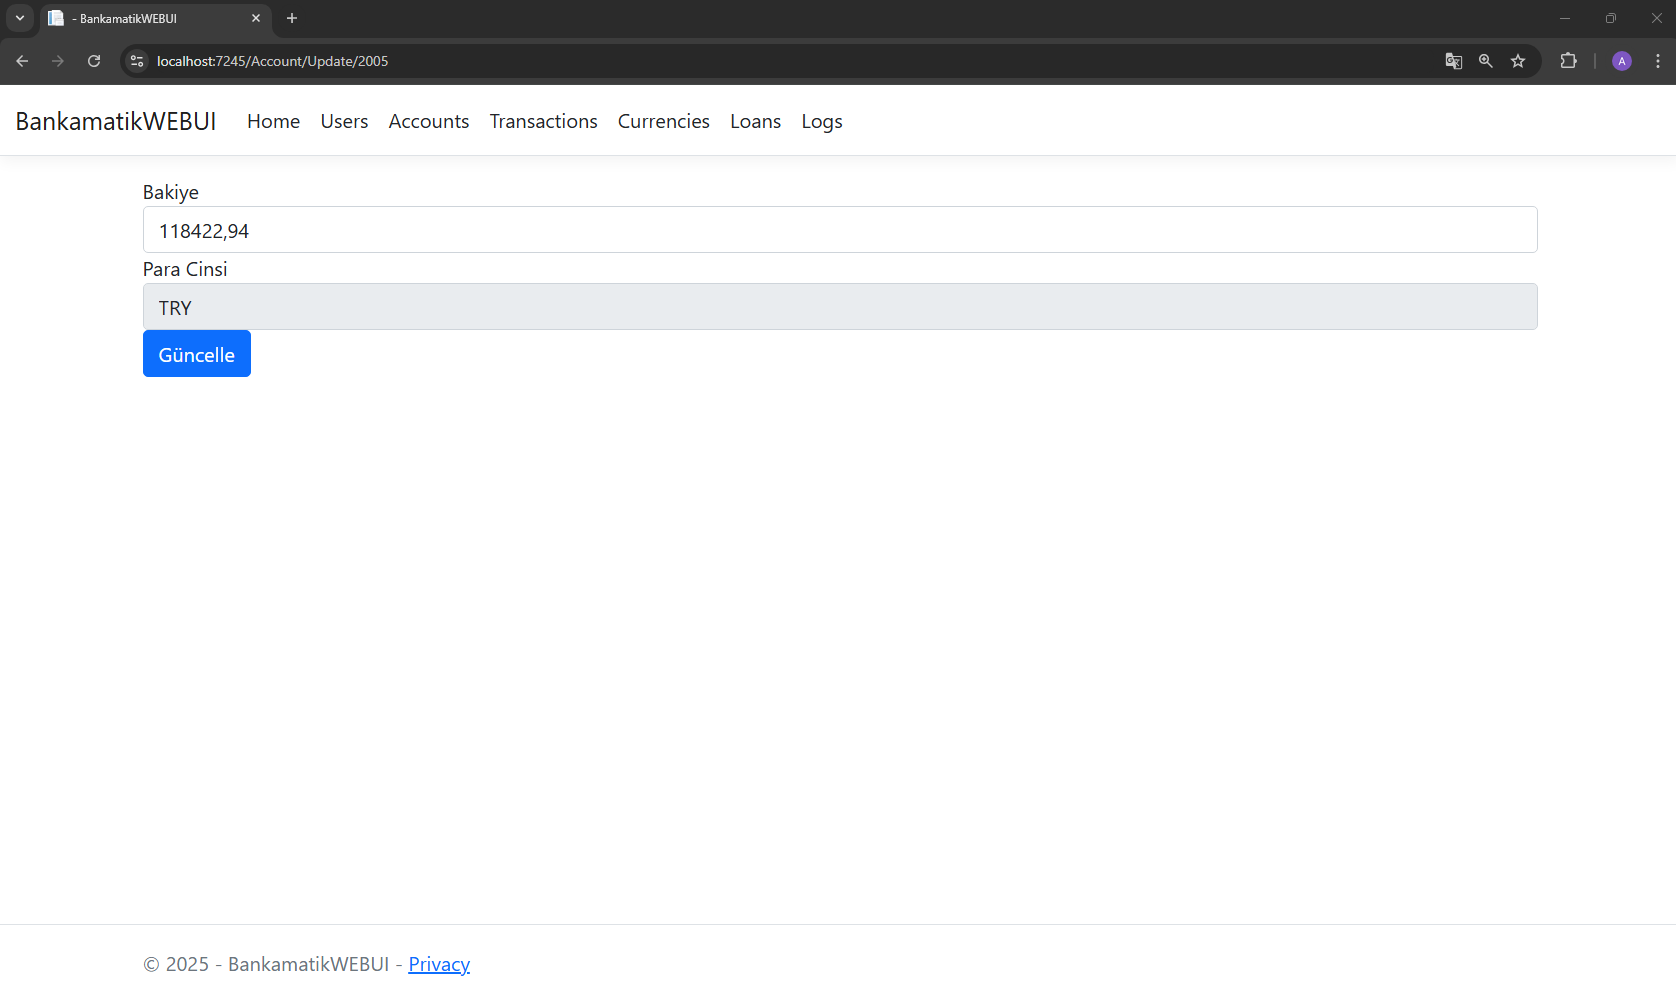 - BankamatikWEBUI
localhost:7245/Account/Update/2005
A
BankamatikWEBUI Home Users Accounts Transactions Currencies Loans Logs
Bakiye
118422,94
Para Cinsi
TRY
Güncelle
© 2025 - BankamatikWEBUI - Privacy